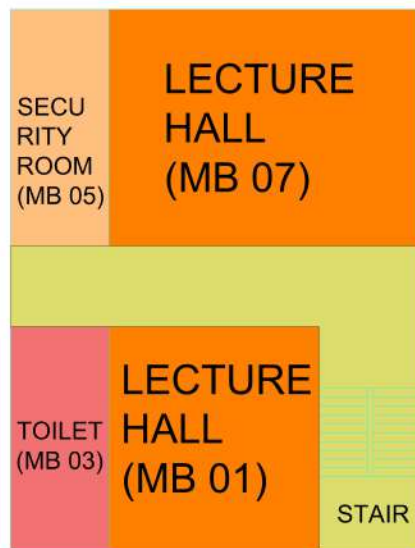 SECU
RITY
ROOM
(MB 05)
LECTURE
HALL
(MB 07)
TOILET
(MB 03)
LECTURE
HALL
(MB 01)
STAIR